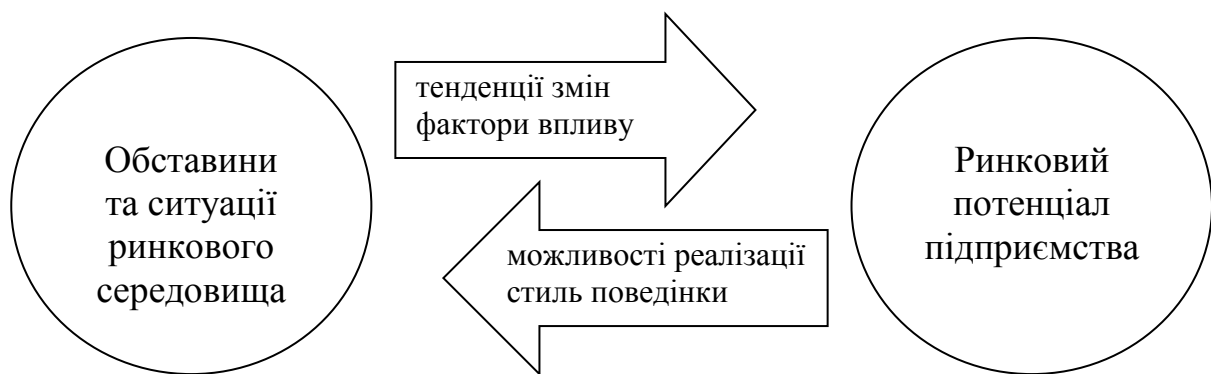 Обставини
та ситуації
ринкового
середовища
тенденції змін
фактори впливу
можливості реалізації
стиль поведінки
Ринковий
потенціал
підприємства